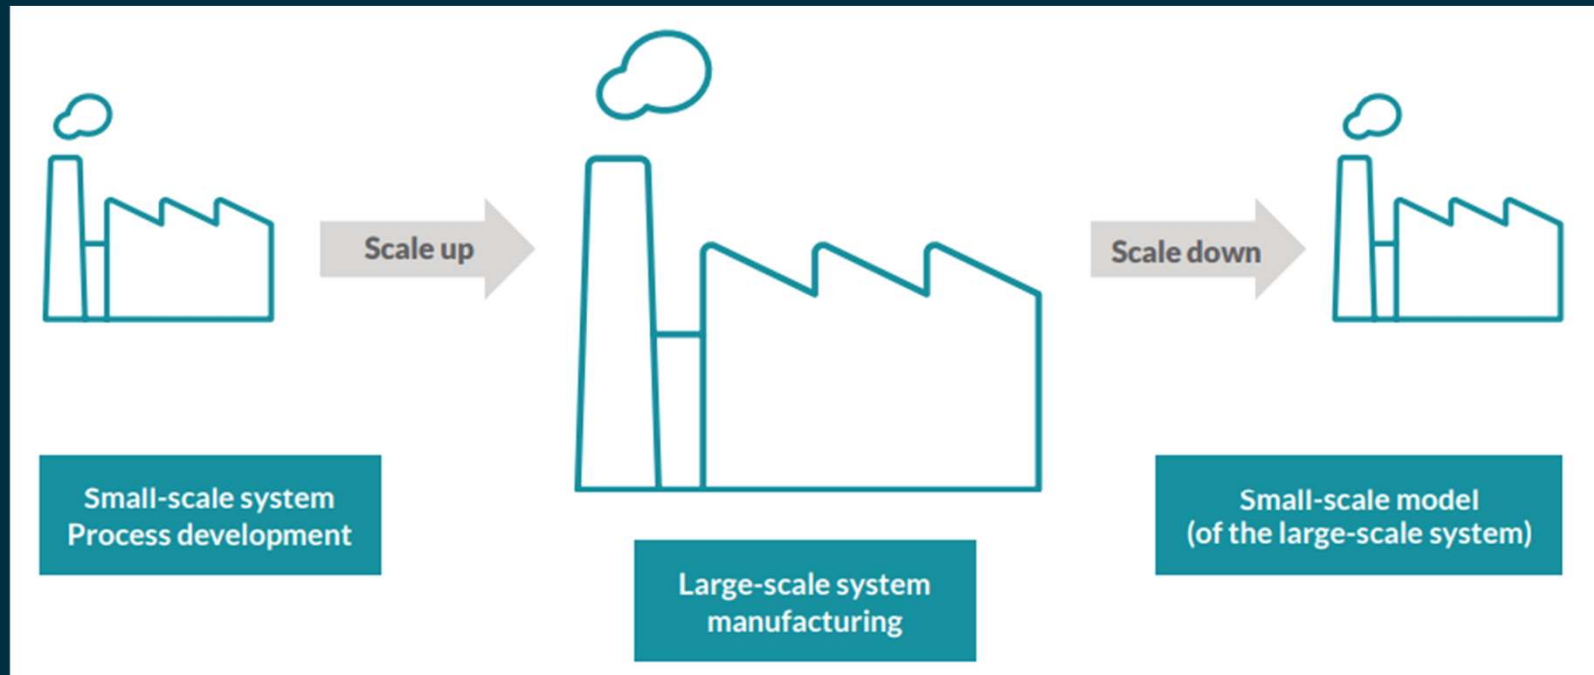 Scale up
Scale down
Small-scale system
Process development
Large-scale system
manufacturing
Small-scale model
(of the large-scale system)